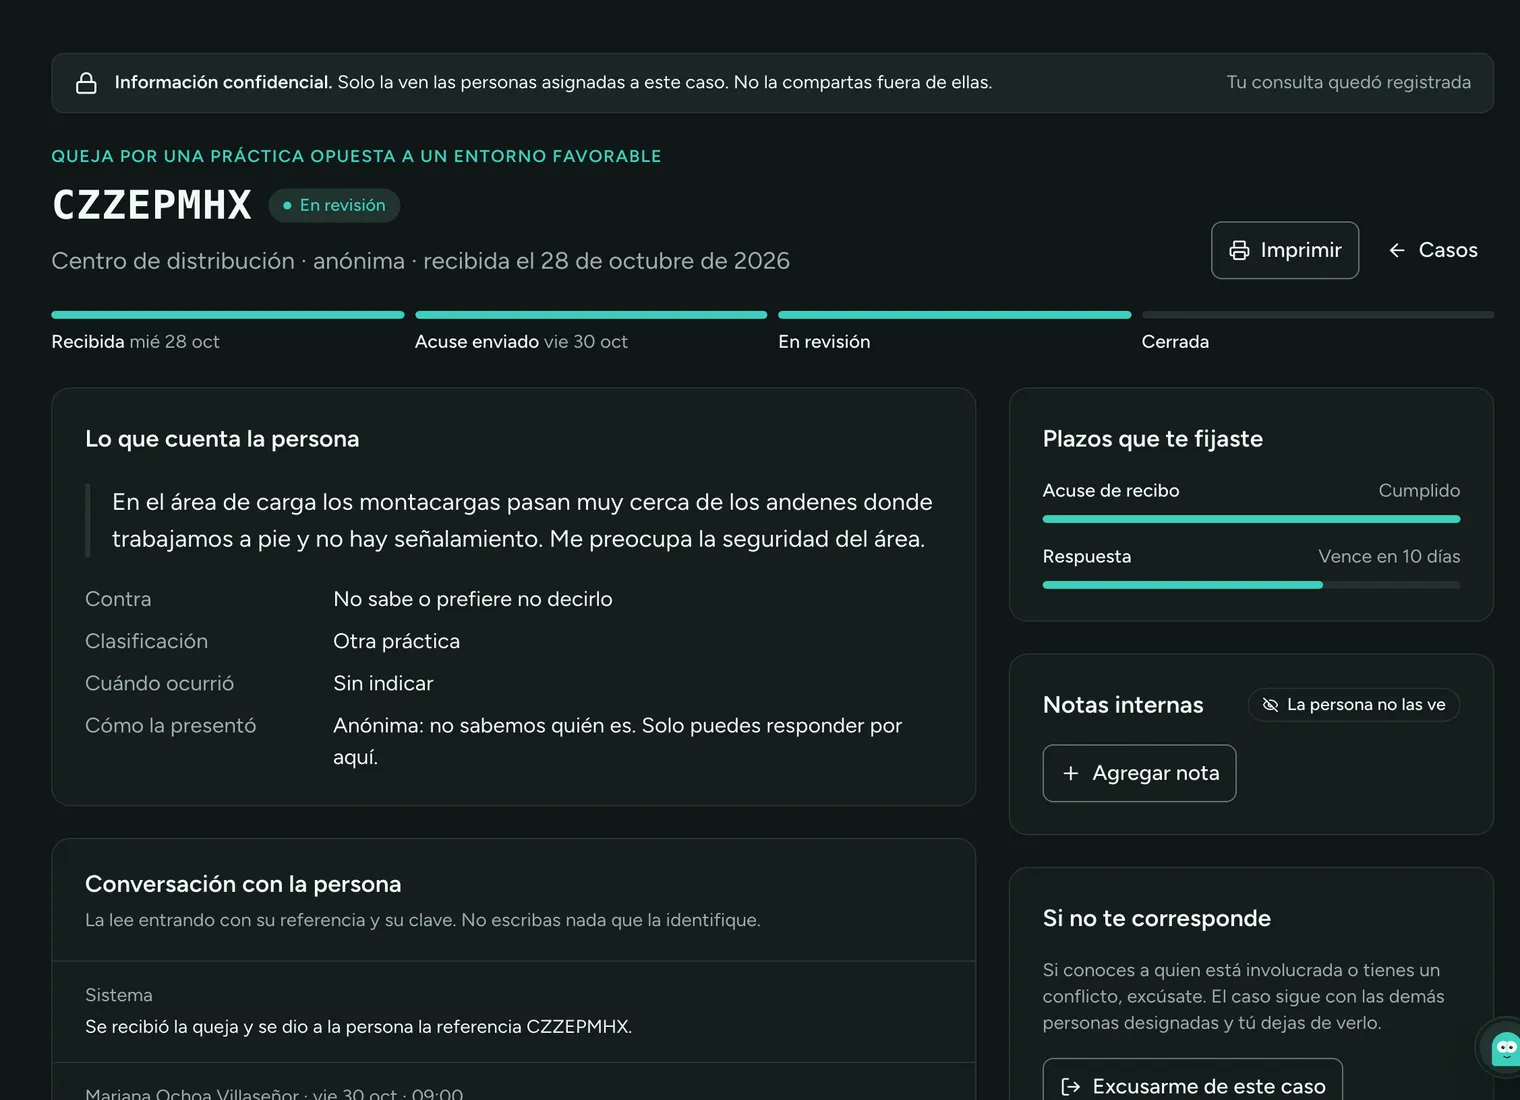 Información confidencial. Solo la ven las personas asignadas a este caso. No la compartas fuera de ellas.
Tu consulta quedó registrada
QUEJA POR UNA PRÁCTICA OPUESTA A UN ENTORNO FAVORABLE
CZZEPMHX
En revisión
Centro de distribución · anónima · recibida el 28 de octubre de 2026
Imprimir
← Casos
Recibida mié 28 oct
Acuse enviado vie 30 oct
En revisión
Cerrada
Lo que cuenta la persona
En el área de carga los montacargas pasan muy cerca de los andenes donde
trabajamos a pie y no hay señalamiento. Me preocupa la seguridad del área.
Contra No sabe o prefiere no decirlo
Clasificación Otra práctica
Cuándo ocurrió Sin indicar
Cómo la presentó Anónima: no sabemos quién es. Solo puedes responder por
aquí.
Conversación con la persona
La lee entrando con su referencia y su clave. No escribas nada que la identifique.
Sistema
Se recibió la queja y se dio a la persona la referencia CZZEPMHX.
Mariana Ochoa Villaseñor · vie 30 oct · 09:00
Plazos que te fijaste
Acuse de recibo Cumplido
Respuesta Vence en 10 días
Notas internas
La persona no las ve
+ Agregar nota
Si no te corresponde
Si conoces a quien está involucrada o tienes un
conflicto, excúsate. El caso sigue con las demás
personas designadas y tú dejas de verlo.
Excusarme de este caso